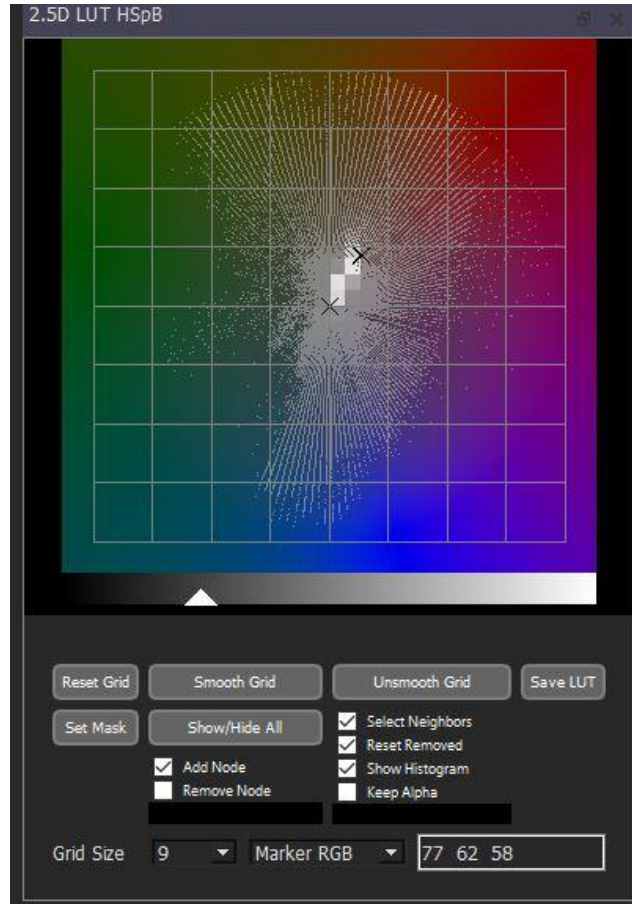 2.5D LUT HSpB
Reset Grid Smooth Grid Unsmooth Grid Save LUT
Set Mask Show/Hide All Select Neighbors
Reset Removed
Add Node Show Histogram
Remove Node Keep Alpha
Grid Size 9 Marker RGB 77 62 58